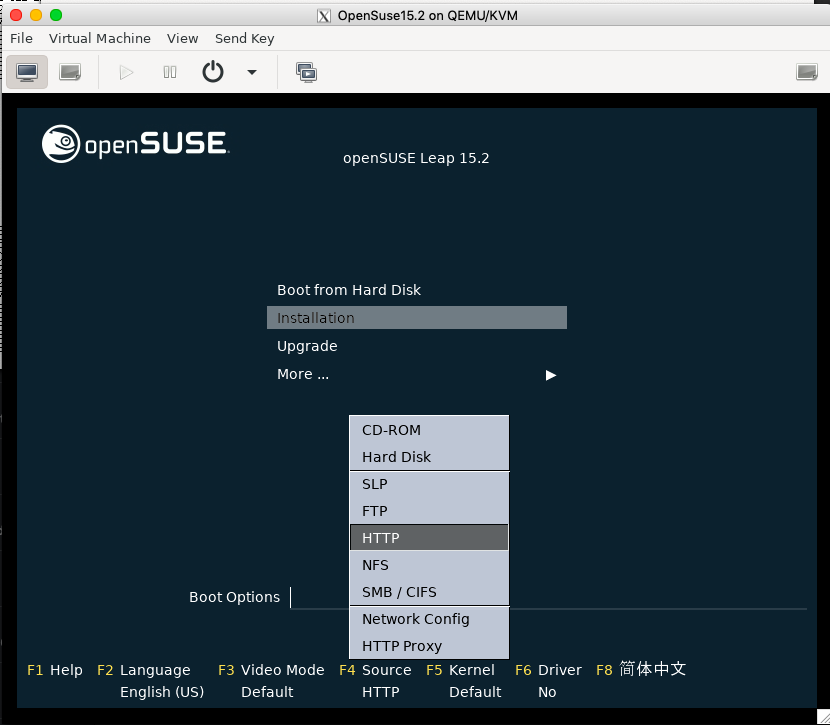 OpenSuse15.2 on QEMU/KVM
File Virtual Machine View Send Key
openSUSE
openSUSE Leap 15.2
Boot from Hard Disk
Installation
Upgrade
More ...
CD-ROM
Hard Disk
SLP
FTP
HTTP
NFS
SMB / CIFS
Network Config
HTTP Proxy
Boot Options
F1 Help F2 Language F3 Video Mode F4 Source F5 Kernel F6 Driver F8 简体中文
English (US) Default HTTP Default No